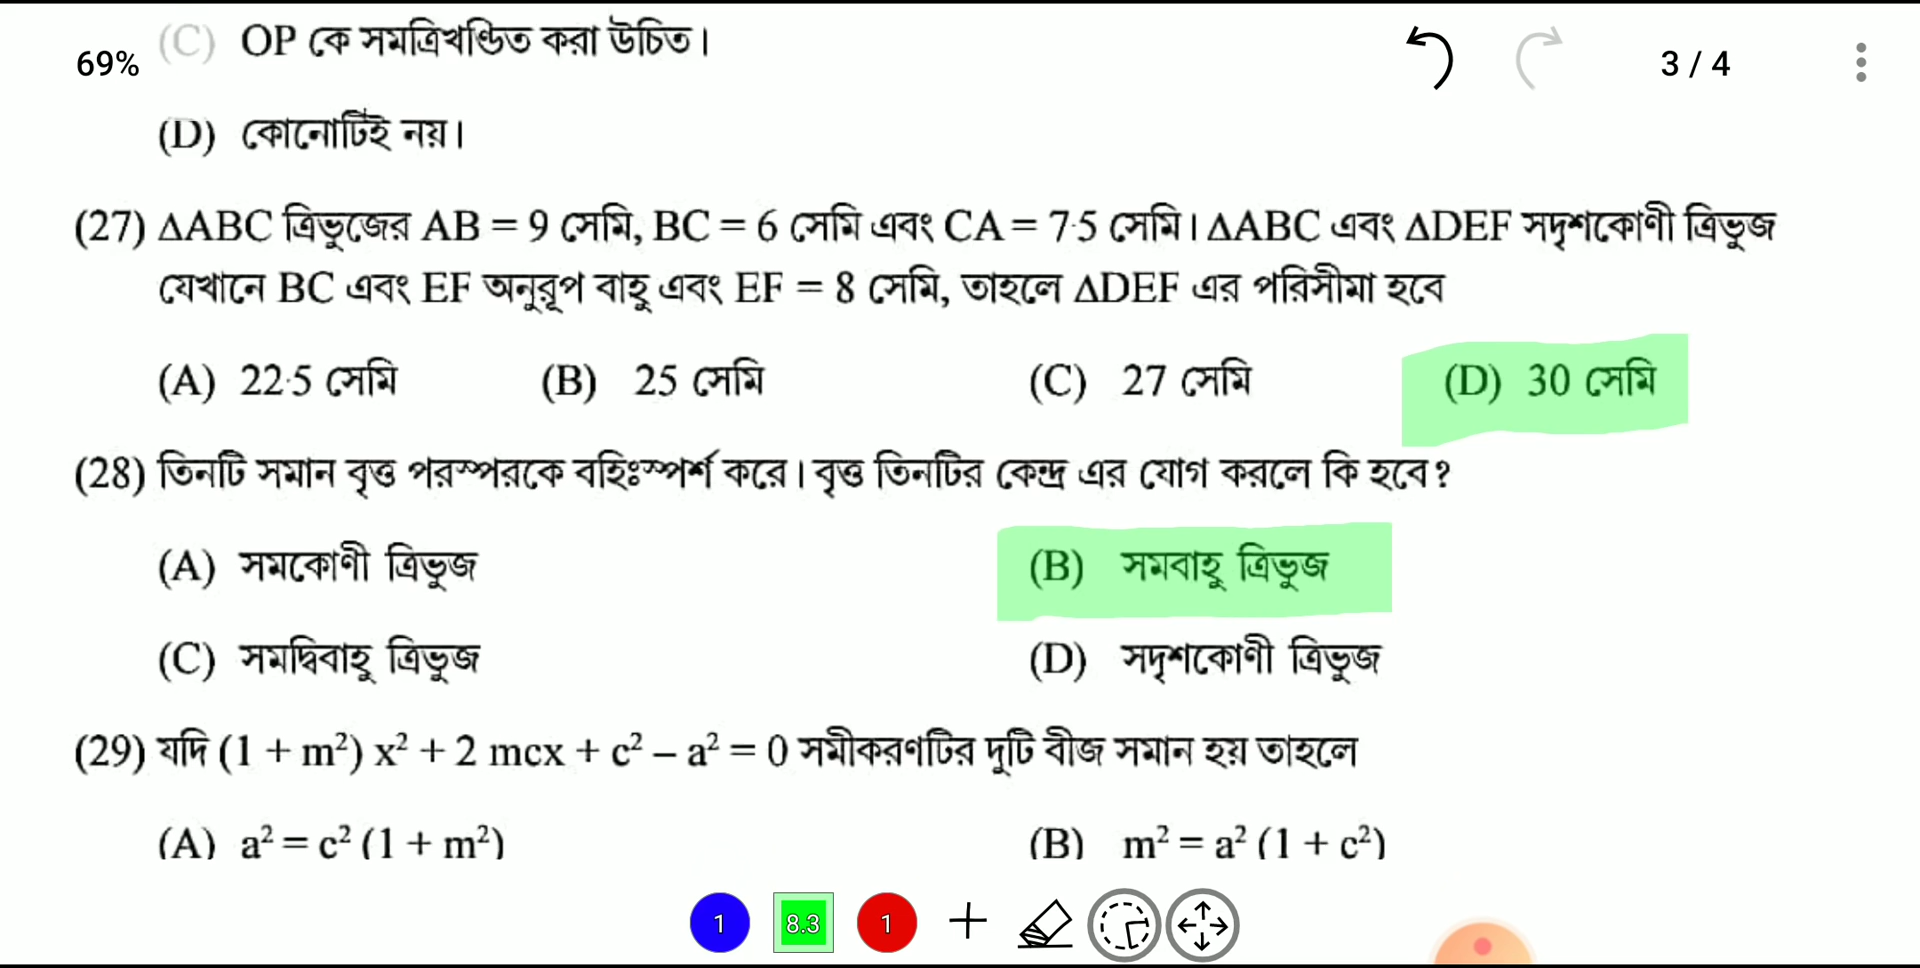 (C) OP কে সমত্রিখণ্ডিত করা উচিত।
69%
3 / 4
(D) কোনোটিই নয়।
(27) ΔABC ত্রিভুজের AB = 9 সেমি, BC = 6 সেমি এবং CA = 7·5 সেমি। ΔABC এবং ΔDEF সদৃশকোণী ত্রিভুজ
যেখানে BC এবং EF অনুরূপ বাহু এবং EF = 8 সেমি, তাহলে ΔDEF এর পরিসীমা হবে
(A) 22·5 সেমি (B) 25 সেমি (C) 27 সেমি (D) 30 সেমি
(28) তিনটি সমান বৃত্ত পরস্পরকে বহিঃস্পর্শ করে। বৃত্ত তিনটির কেন্দ্র এর যোগ করলে কি হবে?
(A) সমকোণী ত্রিভুজ (B) সমবাহু ত্রিভুজ
(C) সমদ্বিবাহু ত্রিভুজ (D) সদৃশকোণী ত্রিভুজ
(29) যদি (1 + m²) x² + 2 mcx + c² – a² = 0 সমীকরণটির দুটি বীজ সমান হয় তাহলে
(A) a² = c² (1 + m²) (B) m² = a² (1 + c²)
1 8.3 1